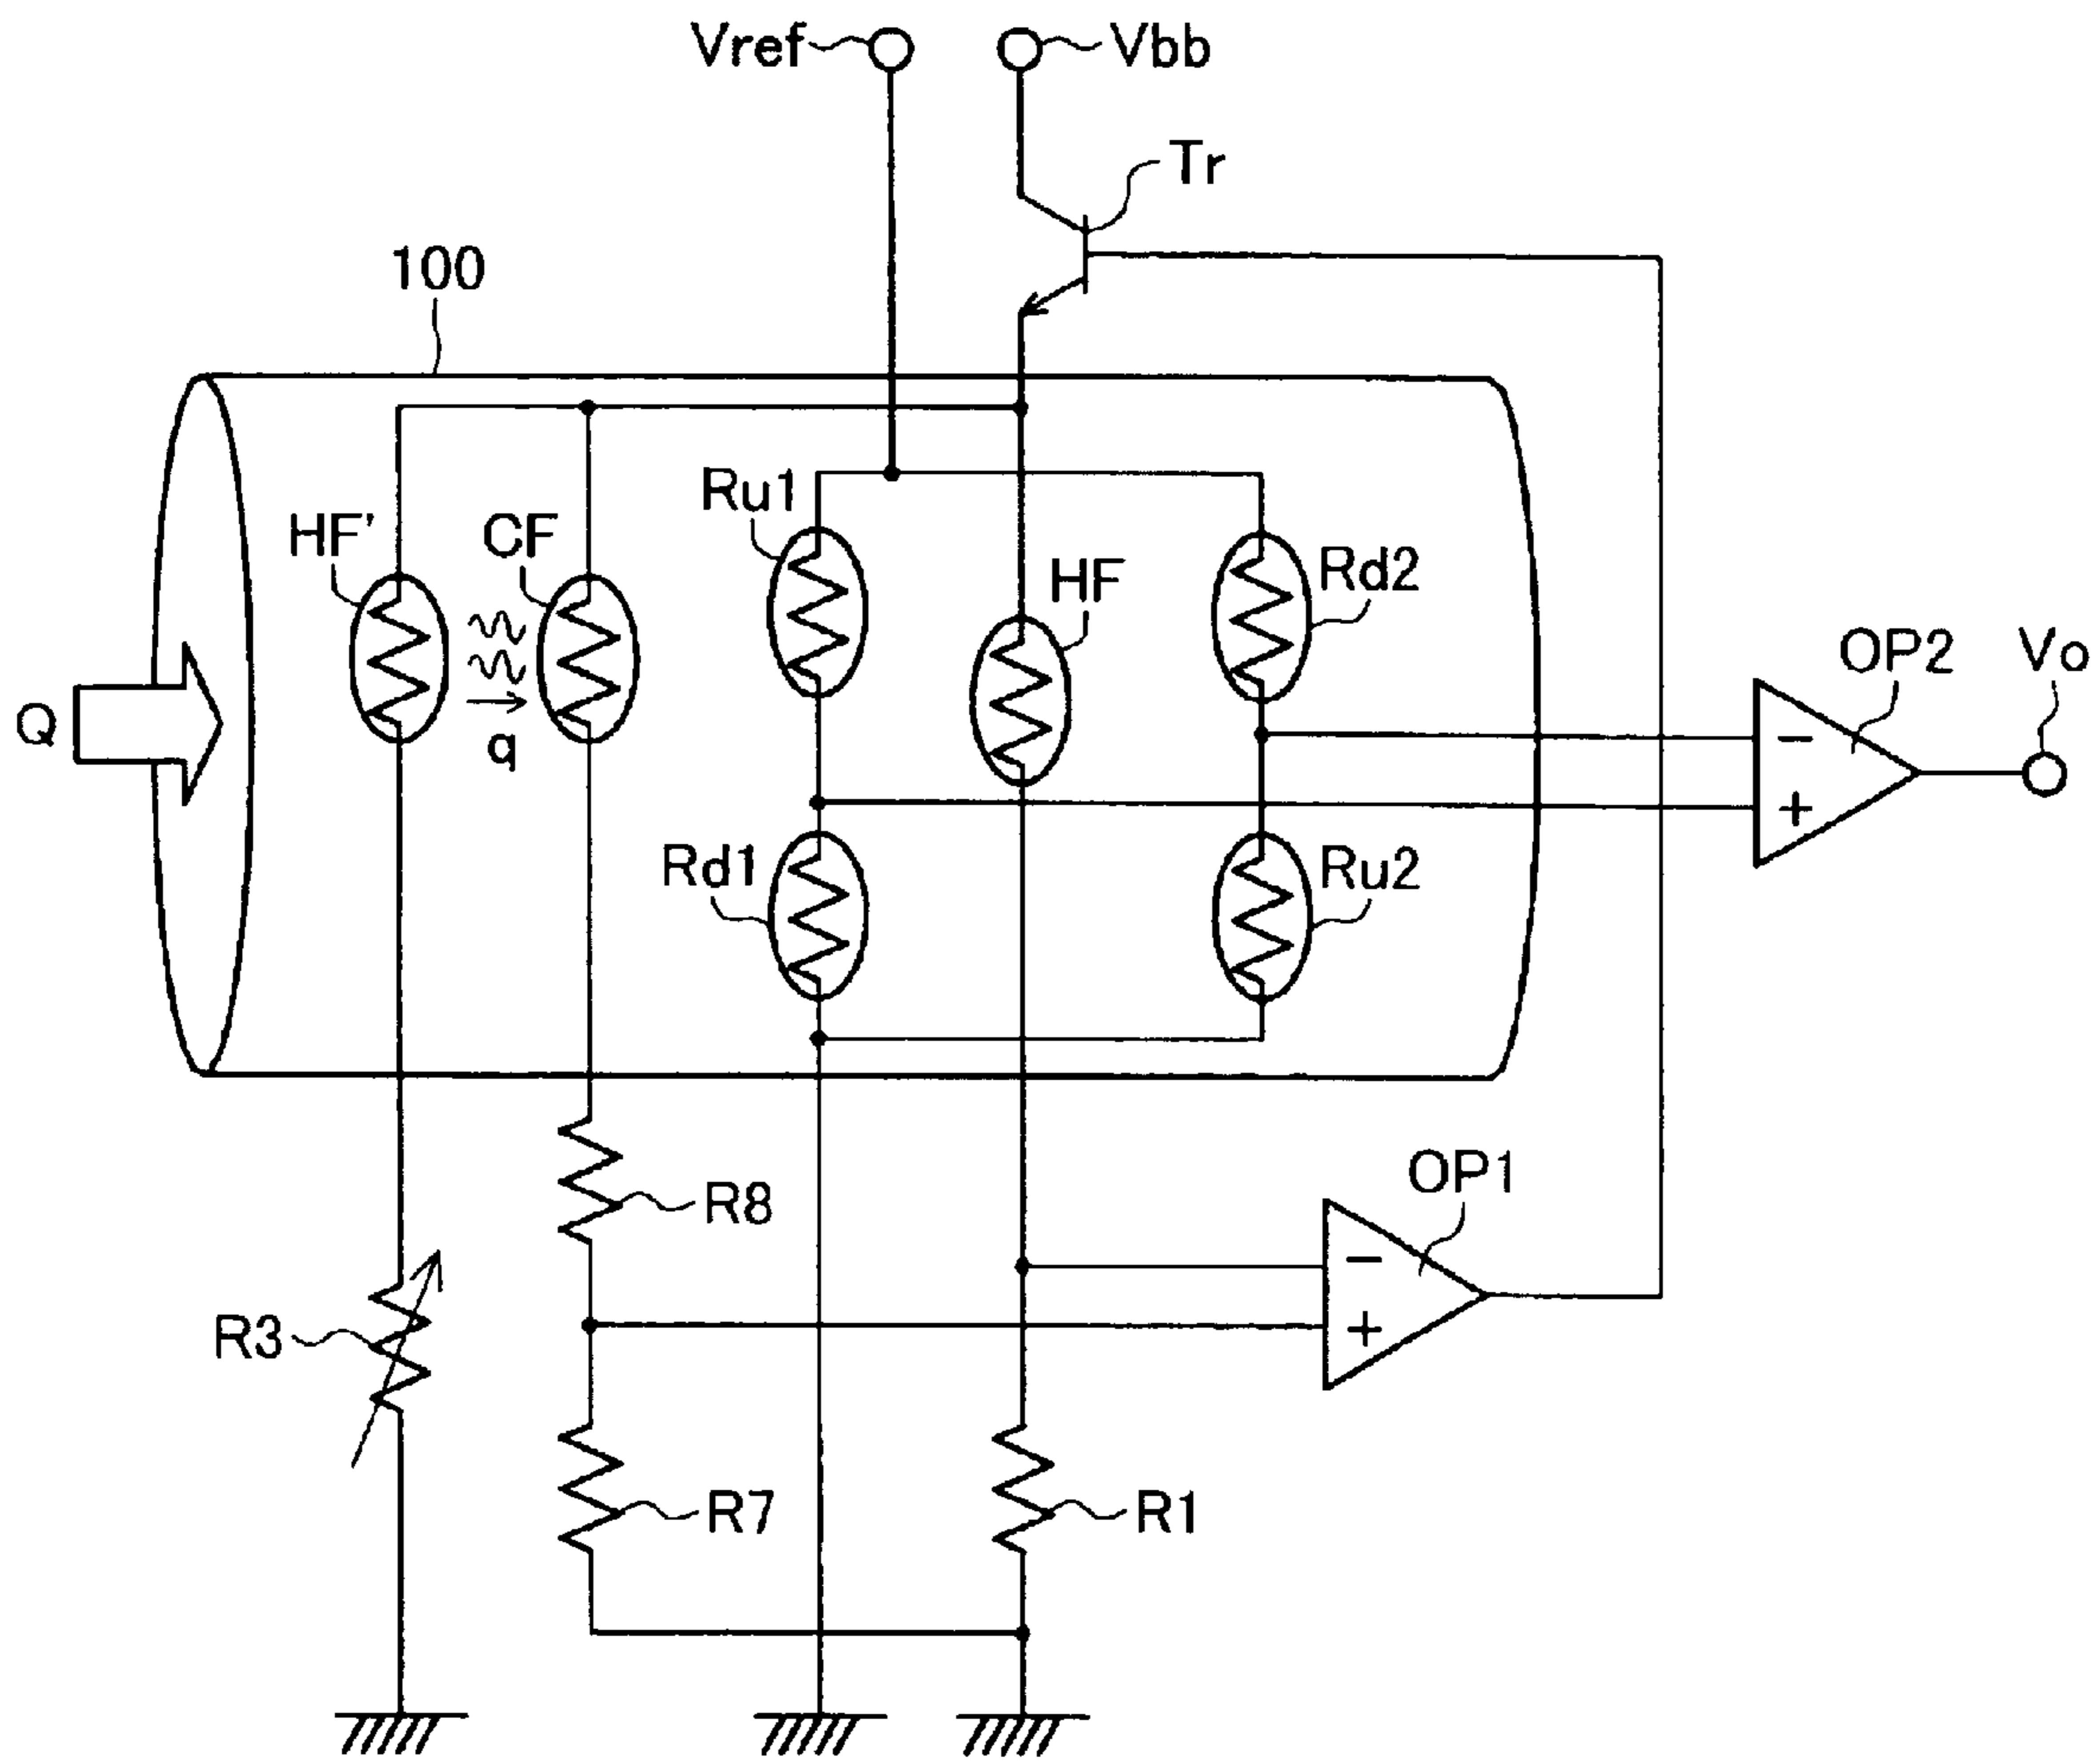 Vref
Vbb
Tr
100
Ru1
HF'
CF
HF
Rd2
OP2
Vo
Q
q
−
+
Rd1
Ru2
OP1
R8
−
+
R3
R7
R1